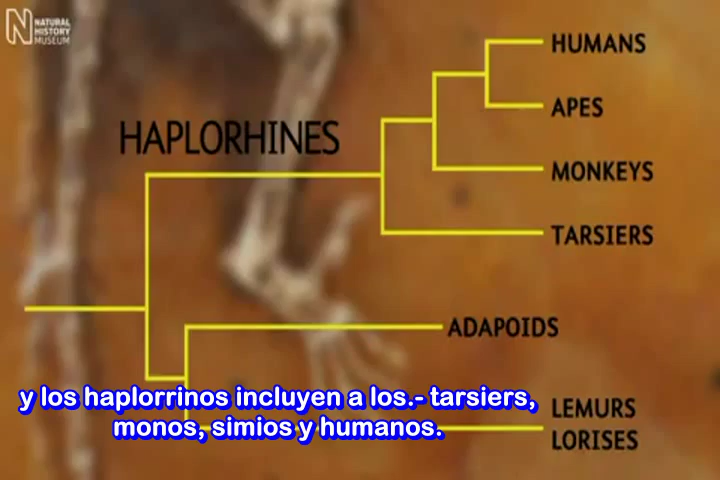 NATURAL
HISTORY
MUSEUM
HUMANS
APES
HAPLORHINES
MONKEYS
TARSIERS
ADAPOIDS
y los haplorrinos incluyen a los.- tarsiers,
monos, simios y humanos.
LEMURS
LORISES